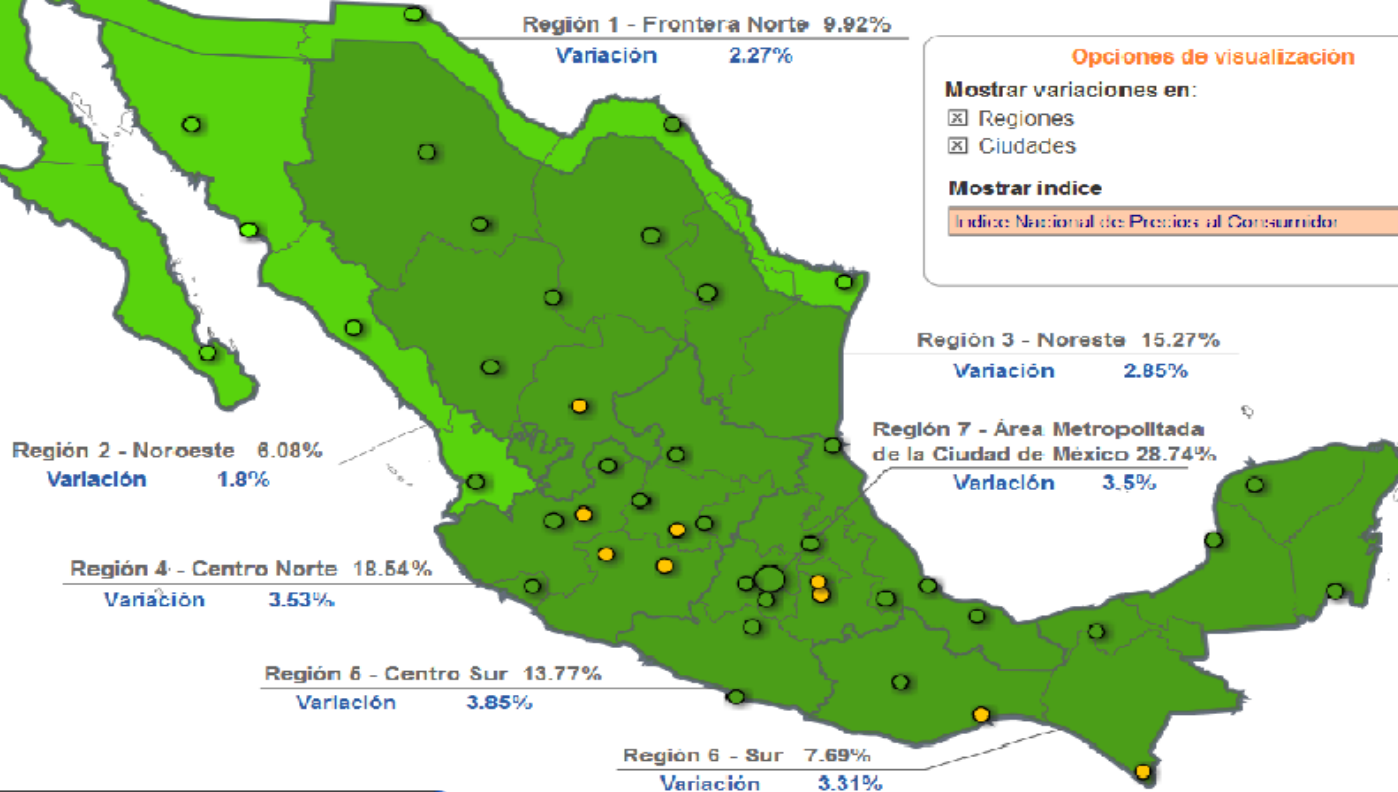 Región 1 - Frontera Norte 9.92%
Variación 2.27%
Opciones de visualización
Mostrar variaciones en:
Regiones
Ciudades
Mostrar indice
Indice Nacional de Precios al Consumidor
Región 3 - Noreste 15.27%
Variación 2.85%
Región 7 - Área Metropolitada
de la Ciudad de México 28.74%
Variación 3.5%
Región 2 - Noroeste 6.08%
Variación 1.8%
Región 4 - Centro Norte 18.54%
Variación 3.53%
Región 5 - Centro Sur 13.77%
Variación 3.85%
Región 6 - Sur 7.69%
Variación 3.31%